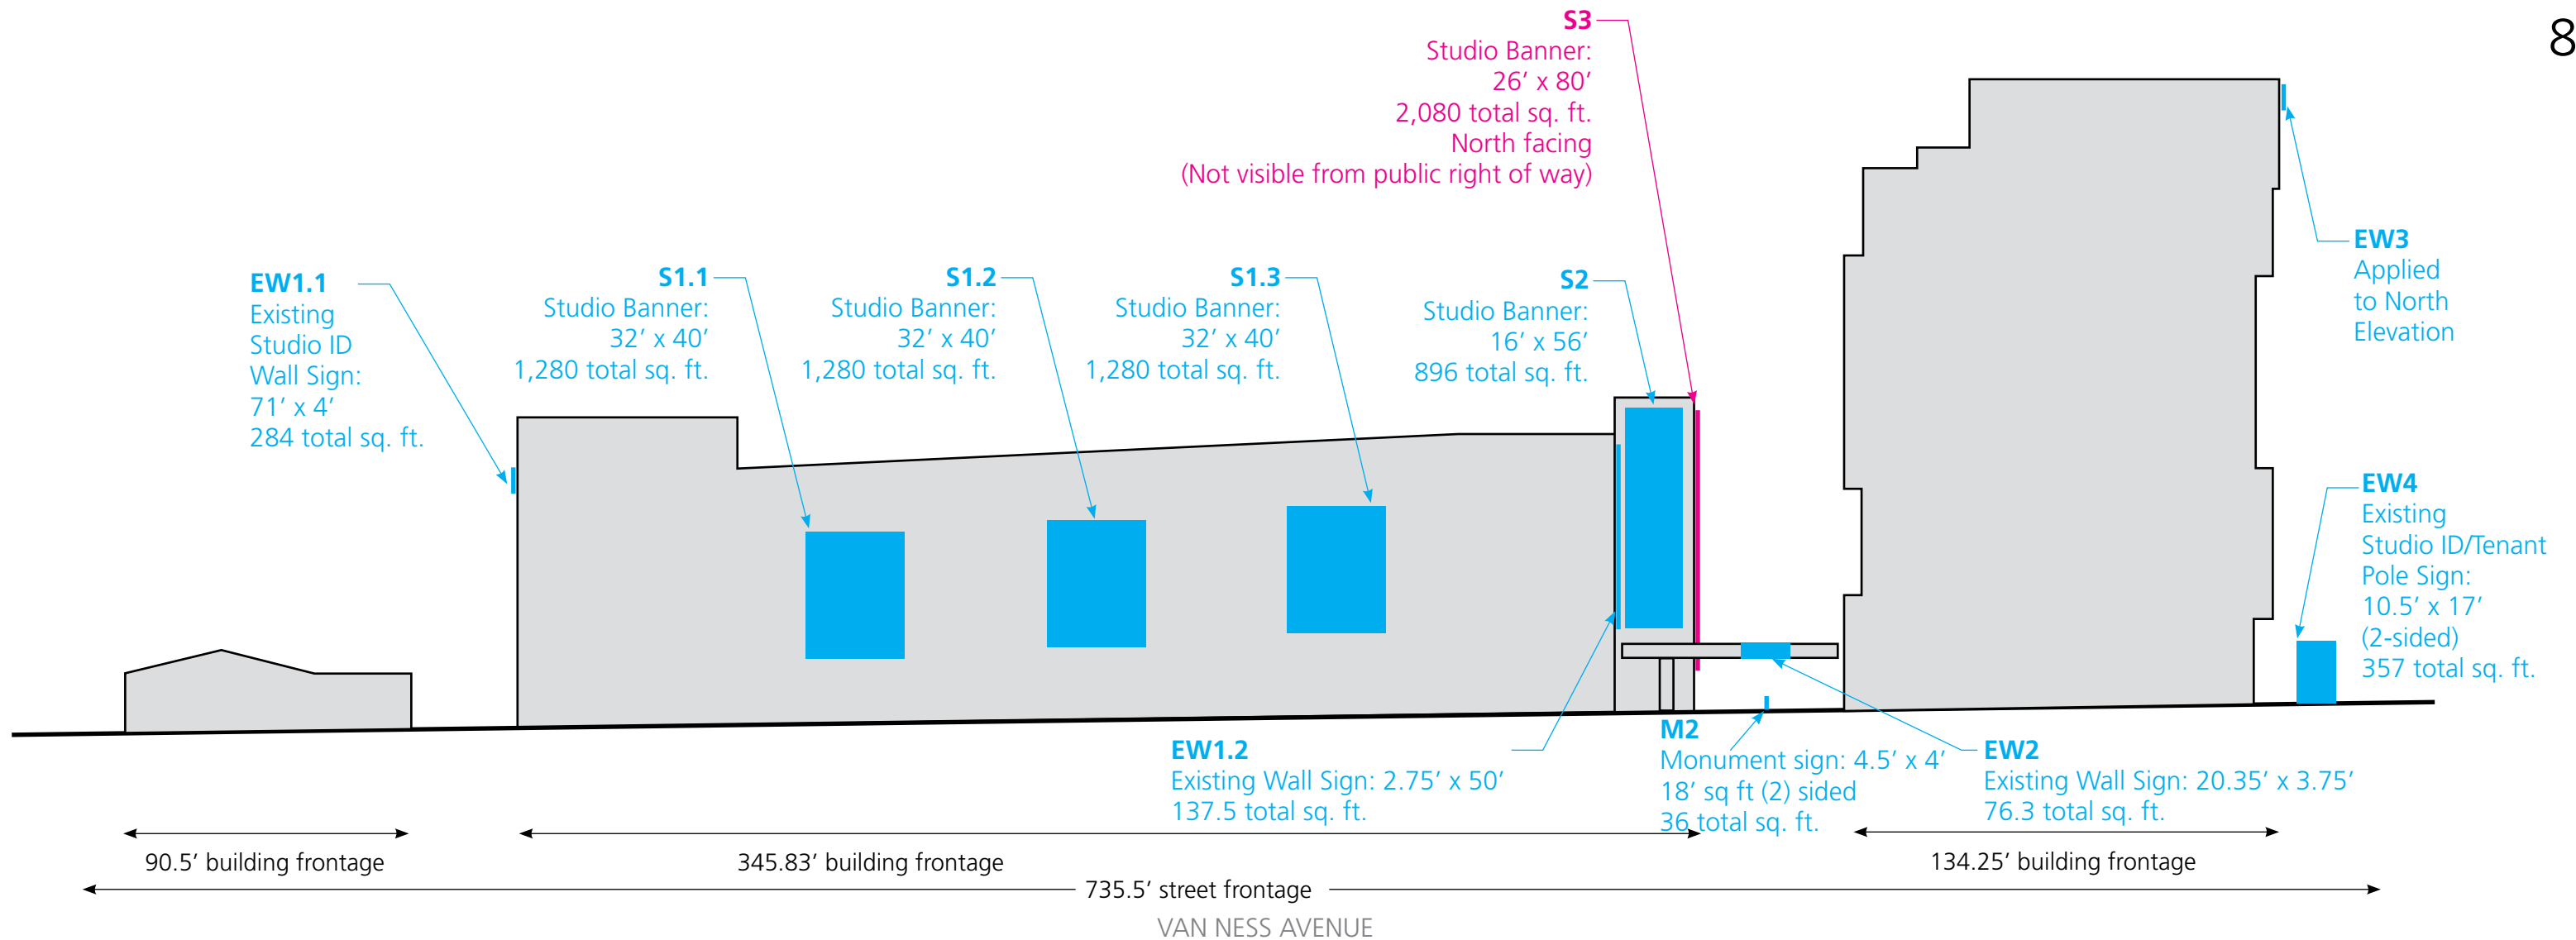 8
S3
Studio Banner:
26’ x 80’
2,080 total sq. ft.
North facing
(Not visible from public right of way)
EW1.1
Existing
Studio ID
Wall Sign:
71’ x 4’
284 total sq. ft.
S1.1
Studio Banner:
32’ x 40’
1,280 total sq. ft.
S1.2
Studio Banner:
32’ x 40’
1,280 total sq. ft.
S1.3
Studio Banner:
32’ x 40’
1,280 total sq. ft.
S2
Studio Banner:
16’ x 56’
896 total sq. ft.
EW3
Applied
to North
Elevation
EW4
Existing
Studio ID/Tenant
Pole Sign:
10.5’ x 17’
(2-sided)
357 total sq. ft.
EW1.2
Existing Wall Sign: 2.75’ x 50’
137.5 total sq. ft.
M2
Monument sign: 4.5’ x 4’
18’ sq ft (2) sided
36 total sq. ft.
EW2
Existing Wall Sign: 20.35’ x 3.75’
76.3 total sq. ft.
90.5’ building frontage
345.83’ building frontage
134.25’ building frontage
735.5’ street frontage
VAN NESS AVENUE